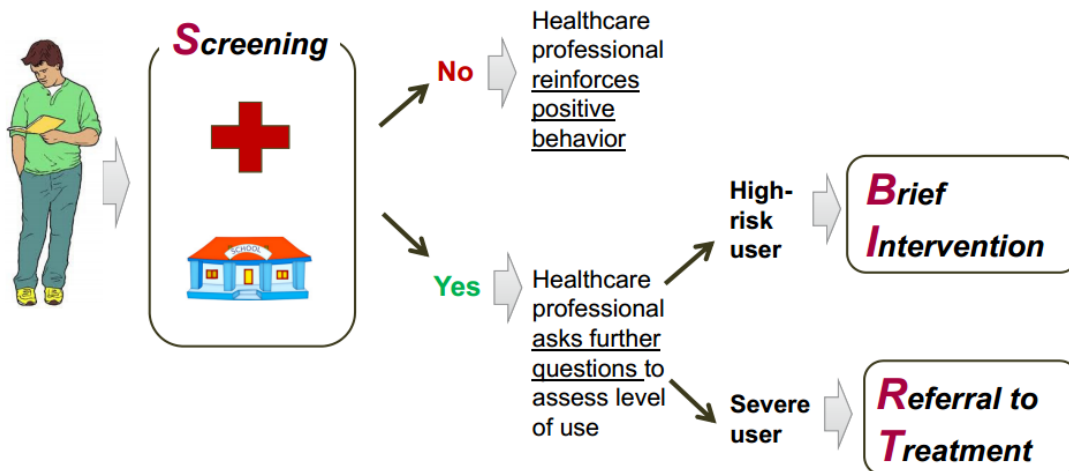 Screening
SCHOOL
No
Healthcare
professional
reinforces
positive
behavior
Yes
Healthcare
professional
asks further
questions to
assess level
of use
High-
risk
user
Brief
Intervention
Severe
user
Referral to
Treatment